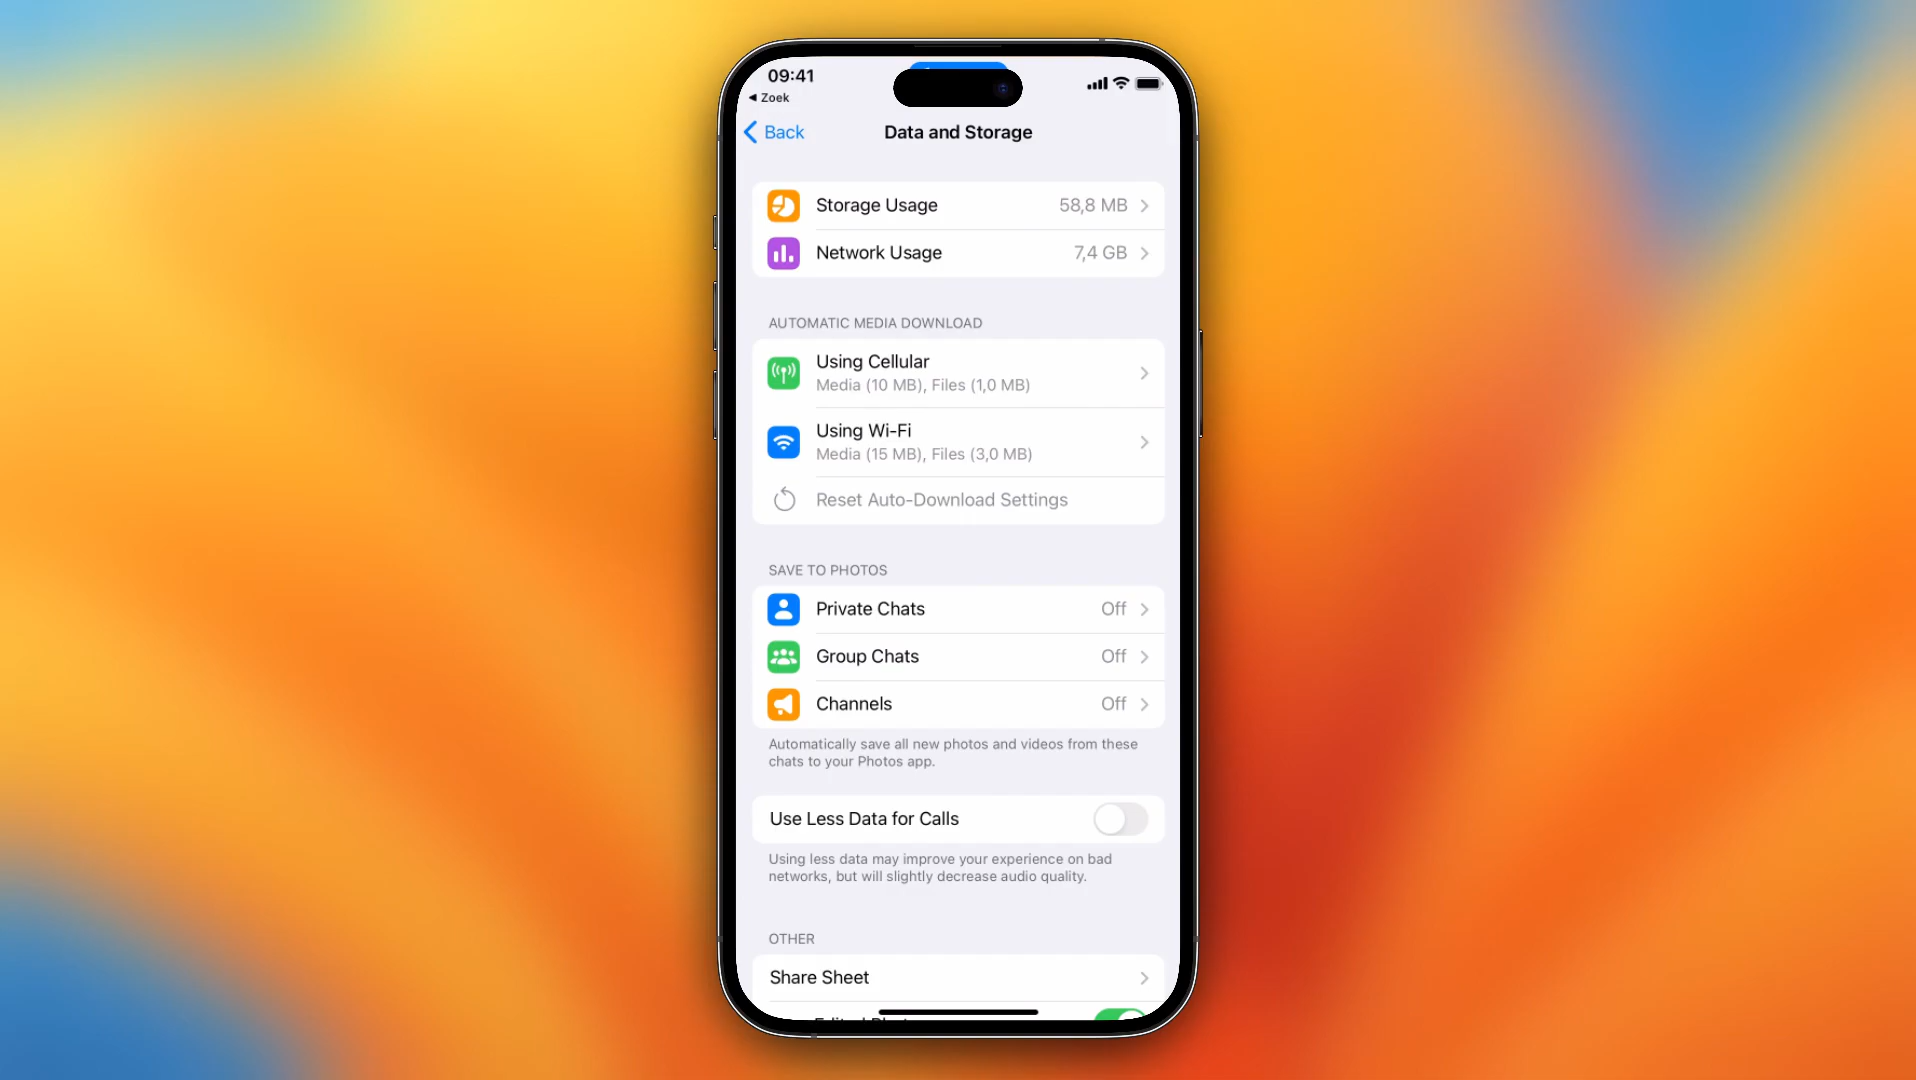 09:41
Zoek
Back
Data and Storage
Storage Usage 58,8 MB
Network Usage 7,4 GB
AUTOMATIC MEDIA DOWNLOAD
Using Cellular
Media (10 MB), Files (1,0 MB)
Using Wi-Fi
Media (15 MB), Files (3,0 MB)
Reset Auto-Download Settings
SAVE TO PHOTOS
Private Chats Off
Group Chats Off
Channels Off
Automatically save all new photos and videos from these
chats to your Photos app.
Use Less Data for Calls
Using less data may improve your experience on bad
networks, but will slightly decrease audio quality.
OTHER
Share Sheet